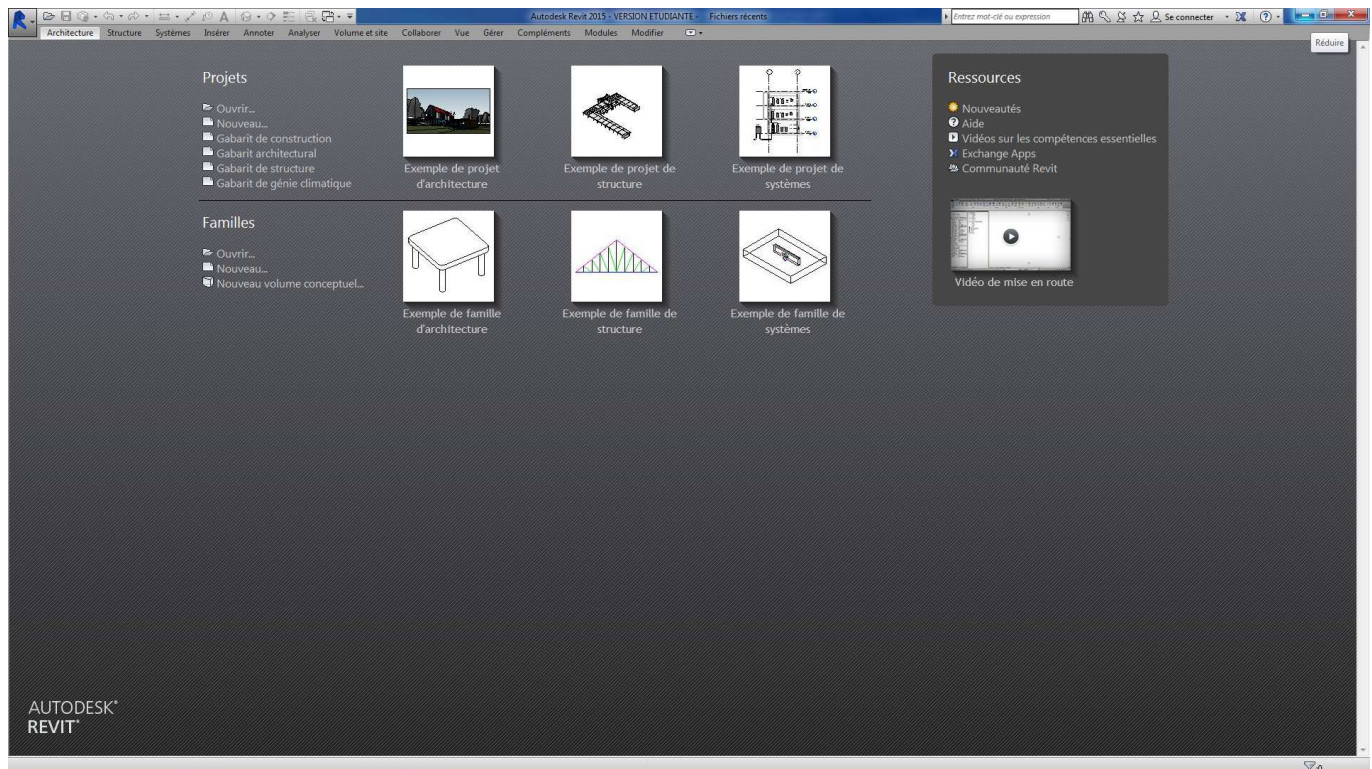 Autodesk Revit 2015 - VERSION ETUDIANTE - Fichiers récents
Entrez mot-clé ou expression
Se connecter
Architecture Structure Systèmes Insérer Annoter Analyser Volume et site Collaborer Vue Gérer Compléments Modules Modifier
Réduire
Projets
Ouvrir...
Nouveau...
Gabarit de construction
Gabarit architectural
Gabarit de structure
Gabarit de génie climatique
Exemple de projet
d'architecture
Exemple de projet de
structure
Exemple de projet de
systèmes
Familles
Ouvrir...
Nouveau...
Nouveau volume conceptuel...
Exemple de famille
d'architecture
Exemple de famille de
structure
Exemple de famille de
systèmes
Ressources
Nouveautés
Aide
Vidéos sur les compétences essentielles
Exchange Apps
Communauté Revit
Vidéo de mise en route
AUTODESK®
REVIT®
:0